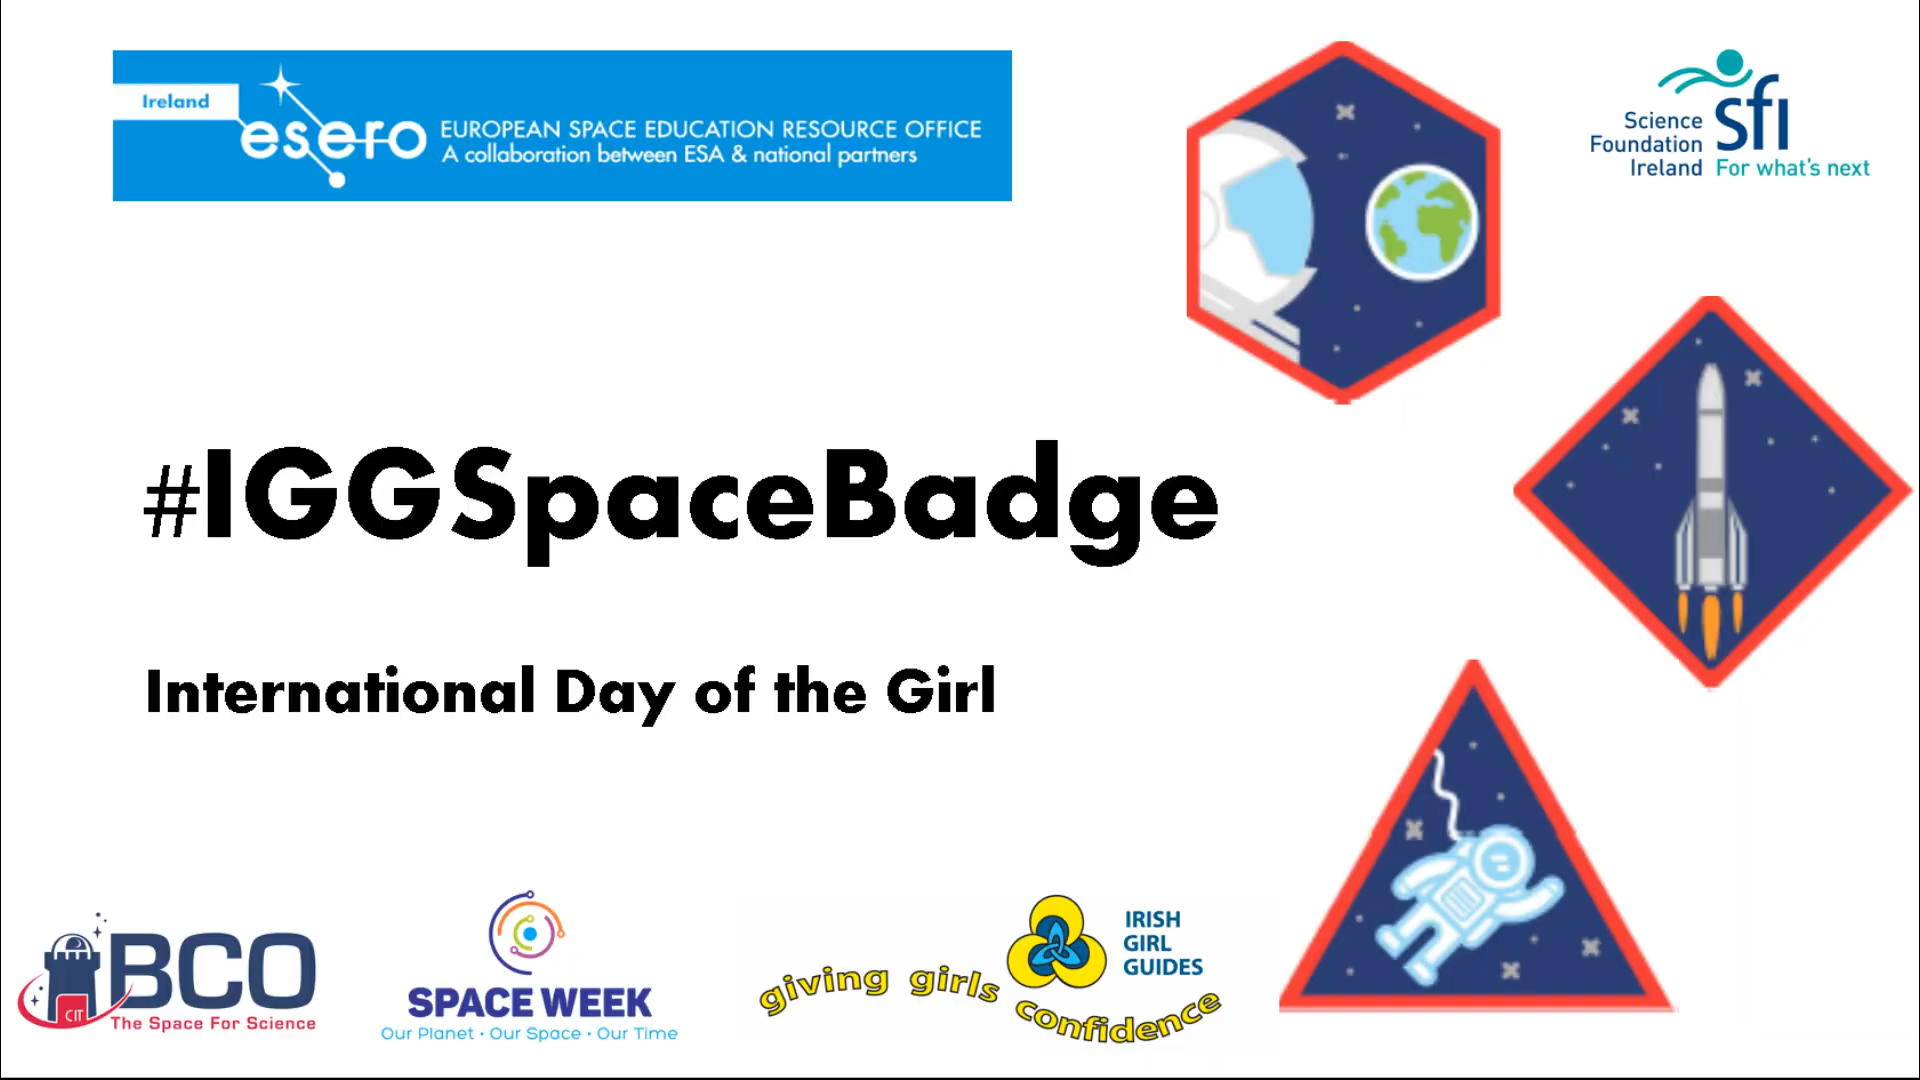 Ireland
esero
EUROPEAN SPACE EDUCATION RESOURCE OFFICE
A collaboration between ESA & national partners
Science
Foundation
Ireland
sfi
For what's next
#IGGSpaceBadge
International Day of the Girl
CIT
BCO
The Space For Science
SPACE WEEK
Our Planet · Our Space · Our Time
giving girls confidence
IRISH
GIRL
GUIDES